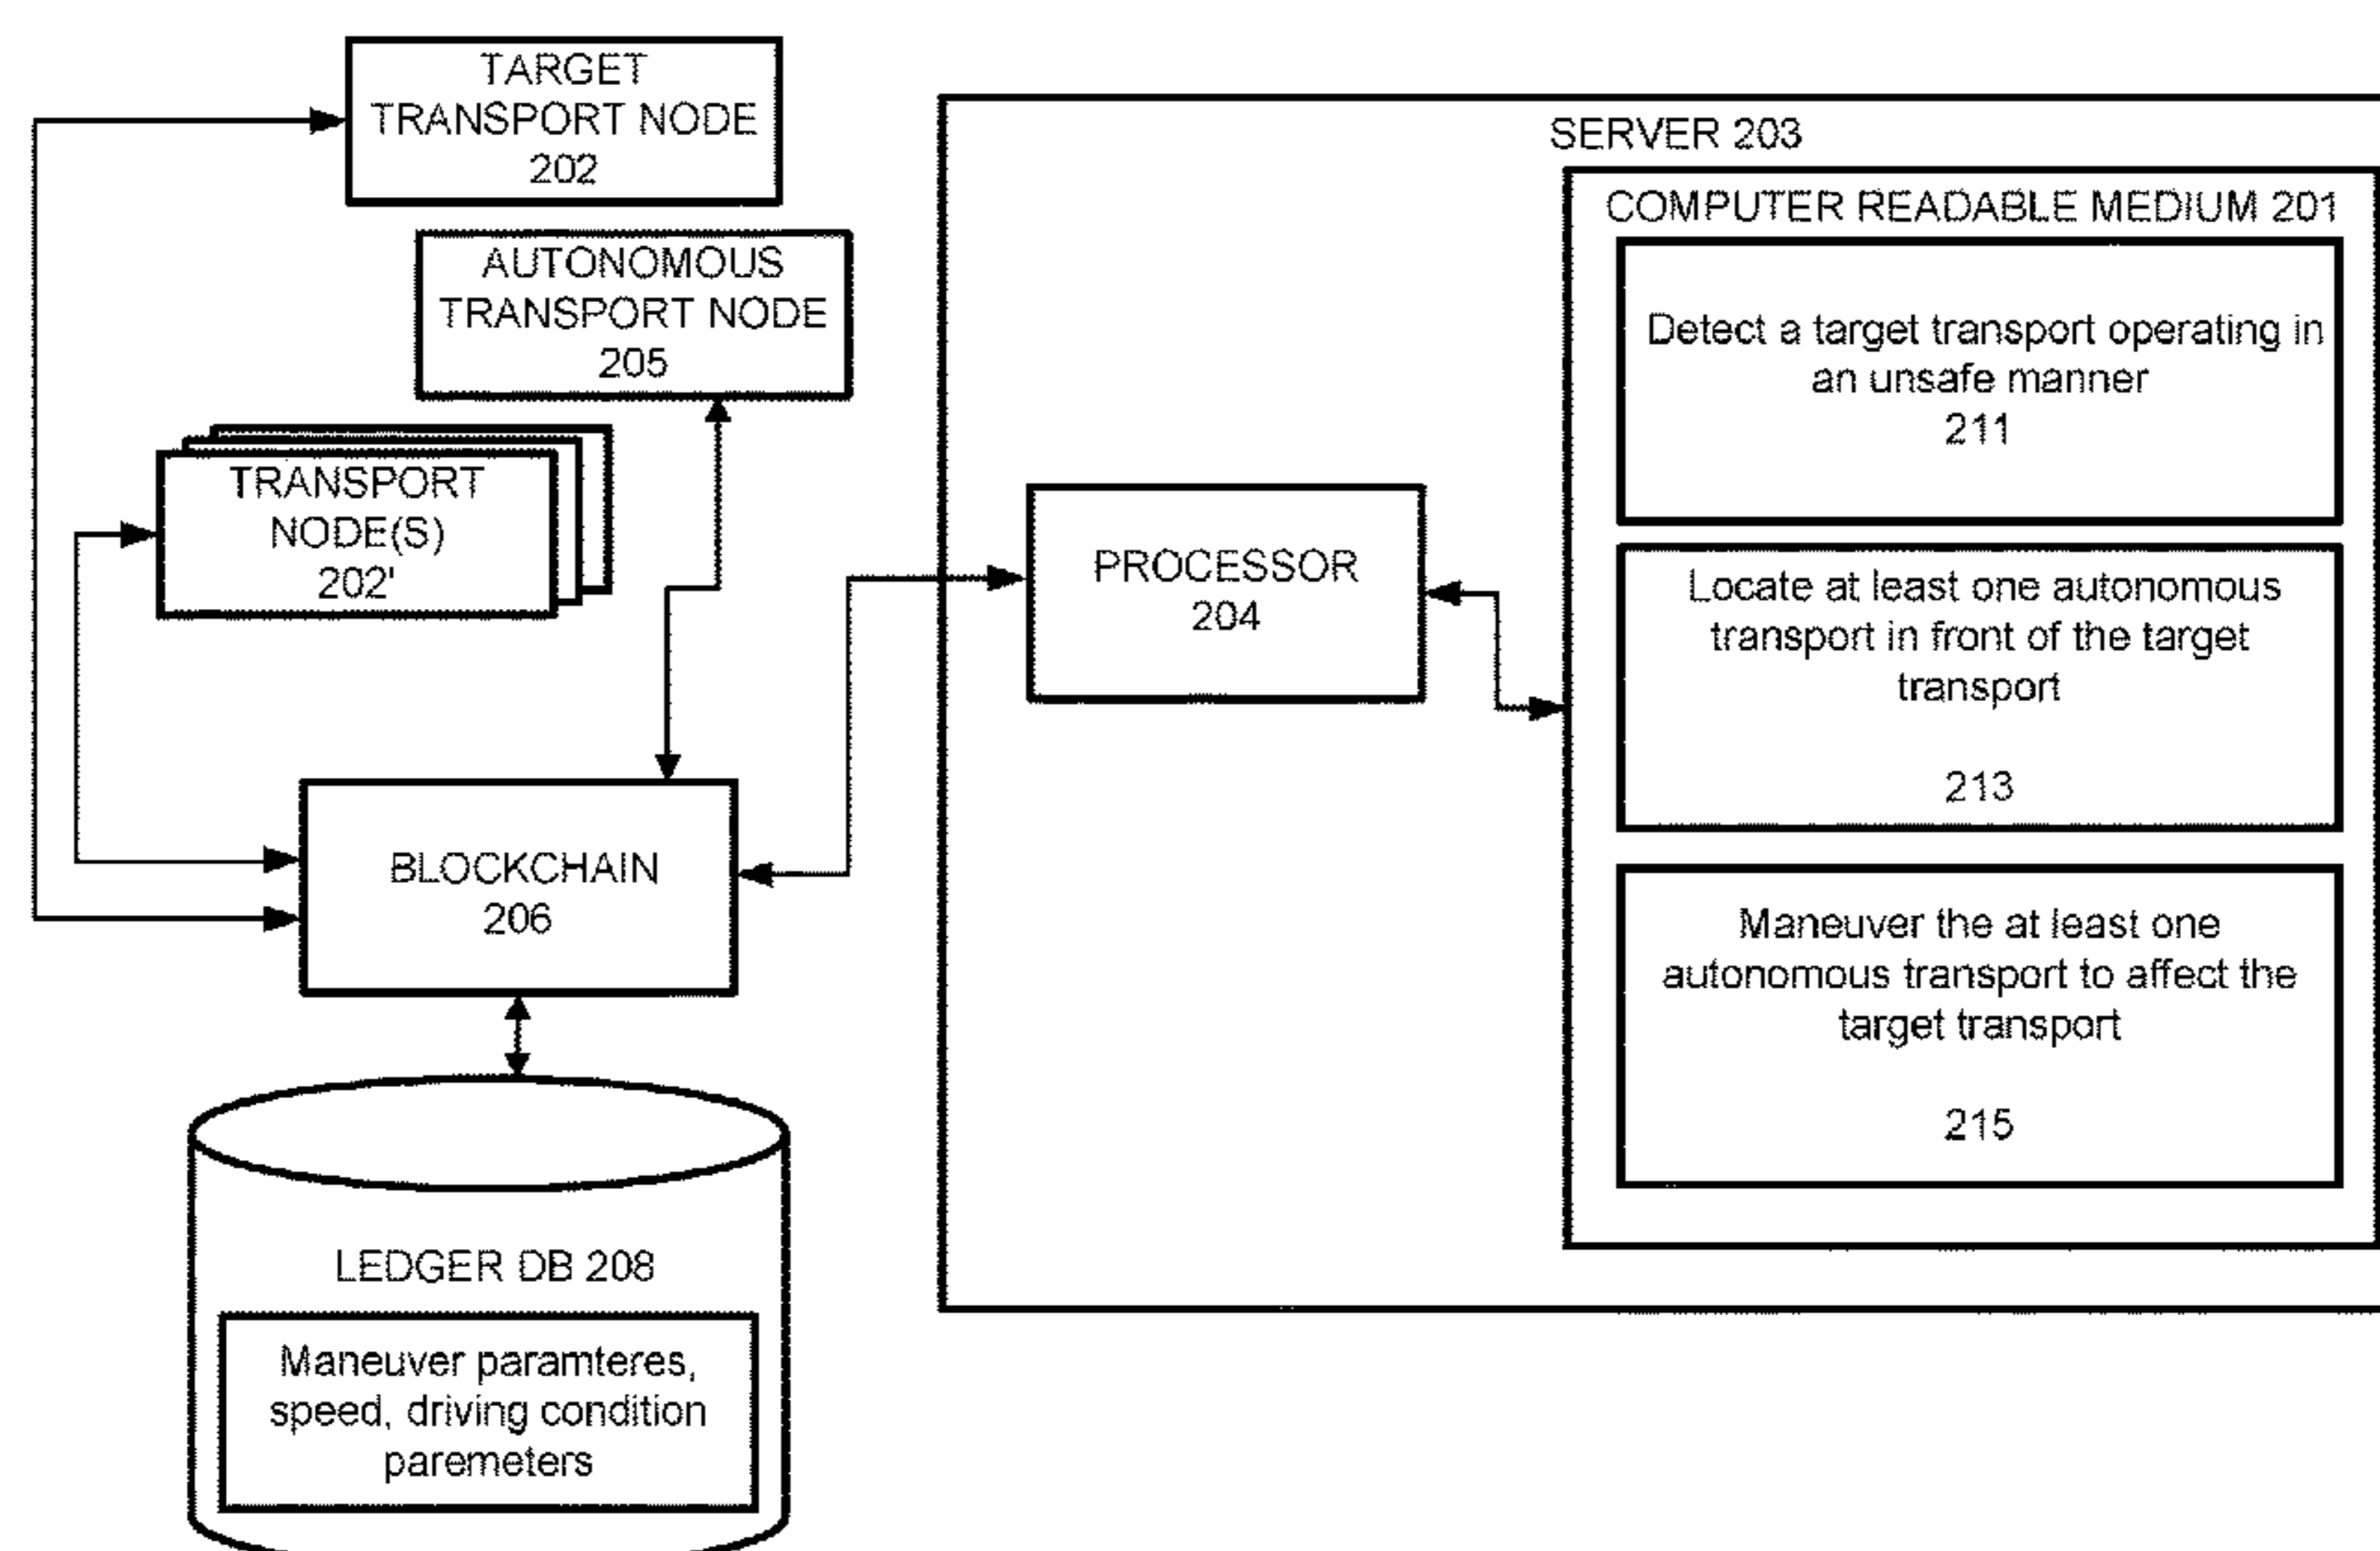 TARGET
TRANSPORT NODE
202
AUTONOMOUS
TRANSPORT NODE
205
TRANSPORT
NODE(S)
202'
BLOCKCHAIN
206
LEDGER DB 208
Maneuver paramteres,
speed, driving condition
paremeters
SERVER 203
PROCESSOR
204
COMPUTER READABLE MEDIUM 201
Detect a target transport operating in
an unsafe manner
211
Locate at least one autonomous
transport in front of the target
transport
213
Maneuver the at least one
autonomous transport to affect the
target transport
215